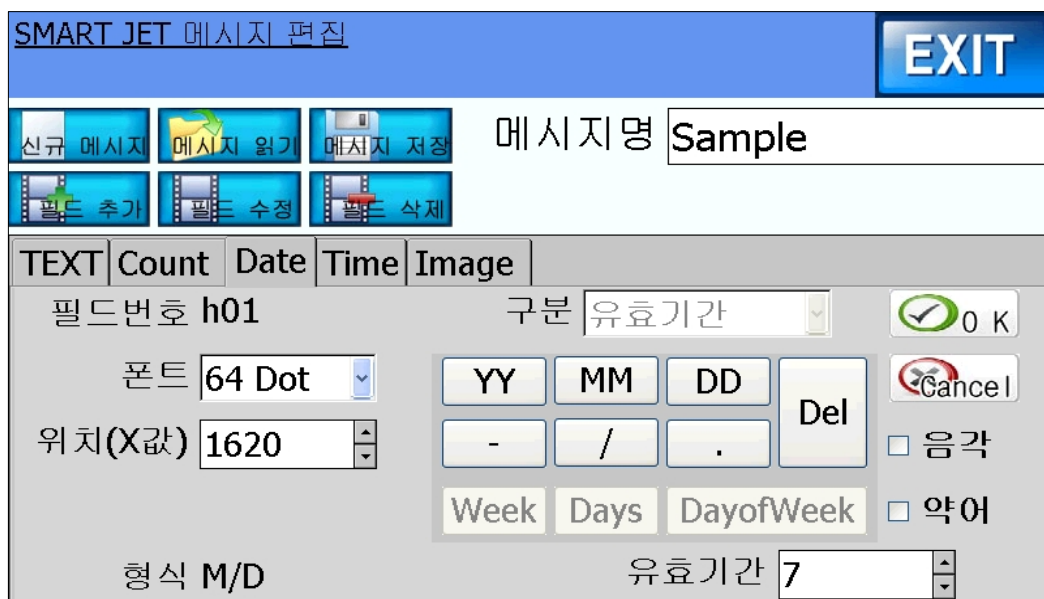 SMART JET 메시지 편집
EXIT
신규 메시지 메시지 읽기 메시지 저장
메시지명 Sample
필드 추가 필드 수정 필드 삭제
TEXT Count Date Time Image
필드번호 h01 구분 유효기간 O K
폰트 64 Dot YY MM DD Del Cancel
위치(X값) 1620 - / . 음각
Week Days DayofWeek 약어
형식 M/D 유효기간 7